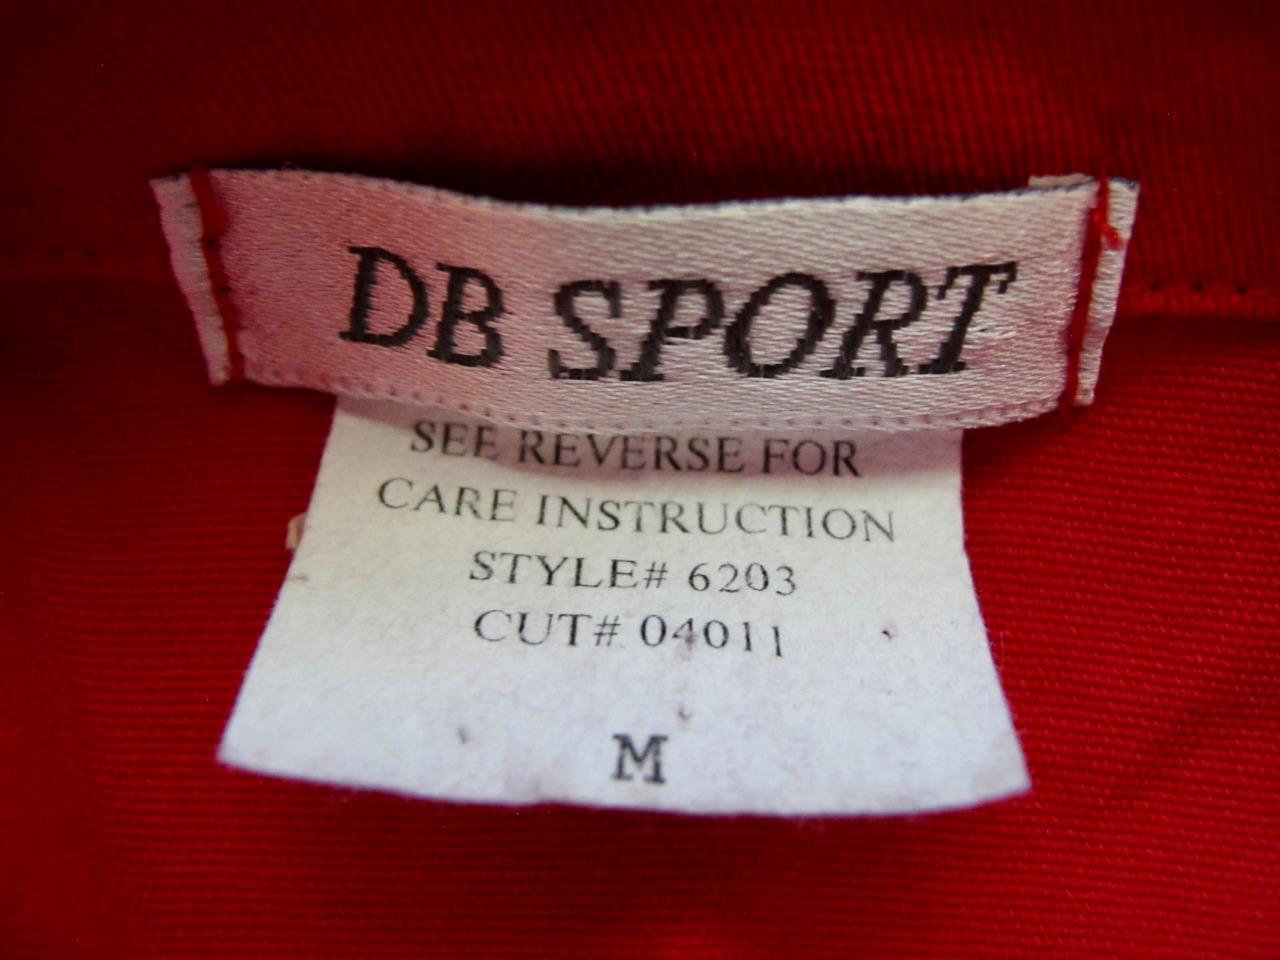 DB SPORT
SEE REVERSE FOR
CARE INSTRUCTION
STYLE# 6203
CUT# 04011
M